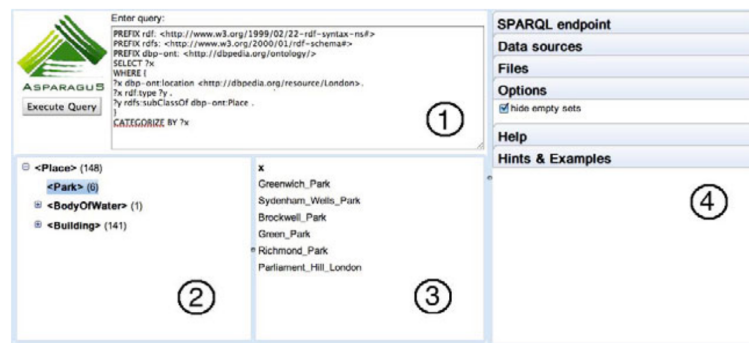 Enter query:
PREFIX rdf: <http://www.w3.org/1999/02/22-rdf-syntax-ns#>
PREFIX rdfs: <http://www.w3.org/2000/01/rdf-schema#>
PREFIX dbp-ont: <http://dbpedia.org/ontology/>
SELECT ?x
WHERE {
?x dbp-ont:location <http://dbpedia.org/resource/London>.
?x rdf:type ?y .
?y rdfs:subClassOf dbp-ont:Place .
}
CATEGORIZE BY ?x
ASPARAGUS
Execute Query
1
<Place> (148)
<Park> (6)
<BodyOfWater> (1)
<Building> (141)
2
x
Greenwich_Park
Sydenham_Wells_Park
Brockwell_Park
Green_Park
Richmond_Park
Parliament_Hill_London
3
SPARQL endpoint
Data sources
Files
Options
hide empty sets
Help
Hints & Examples
4